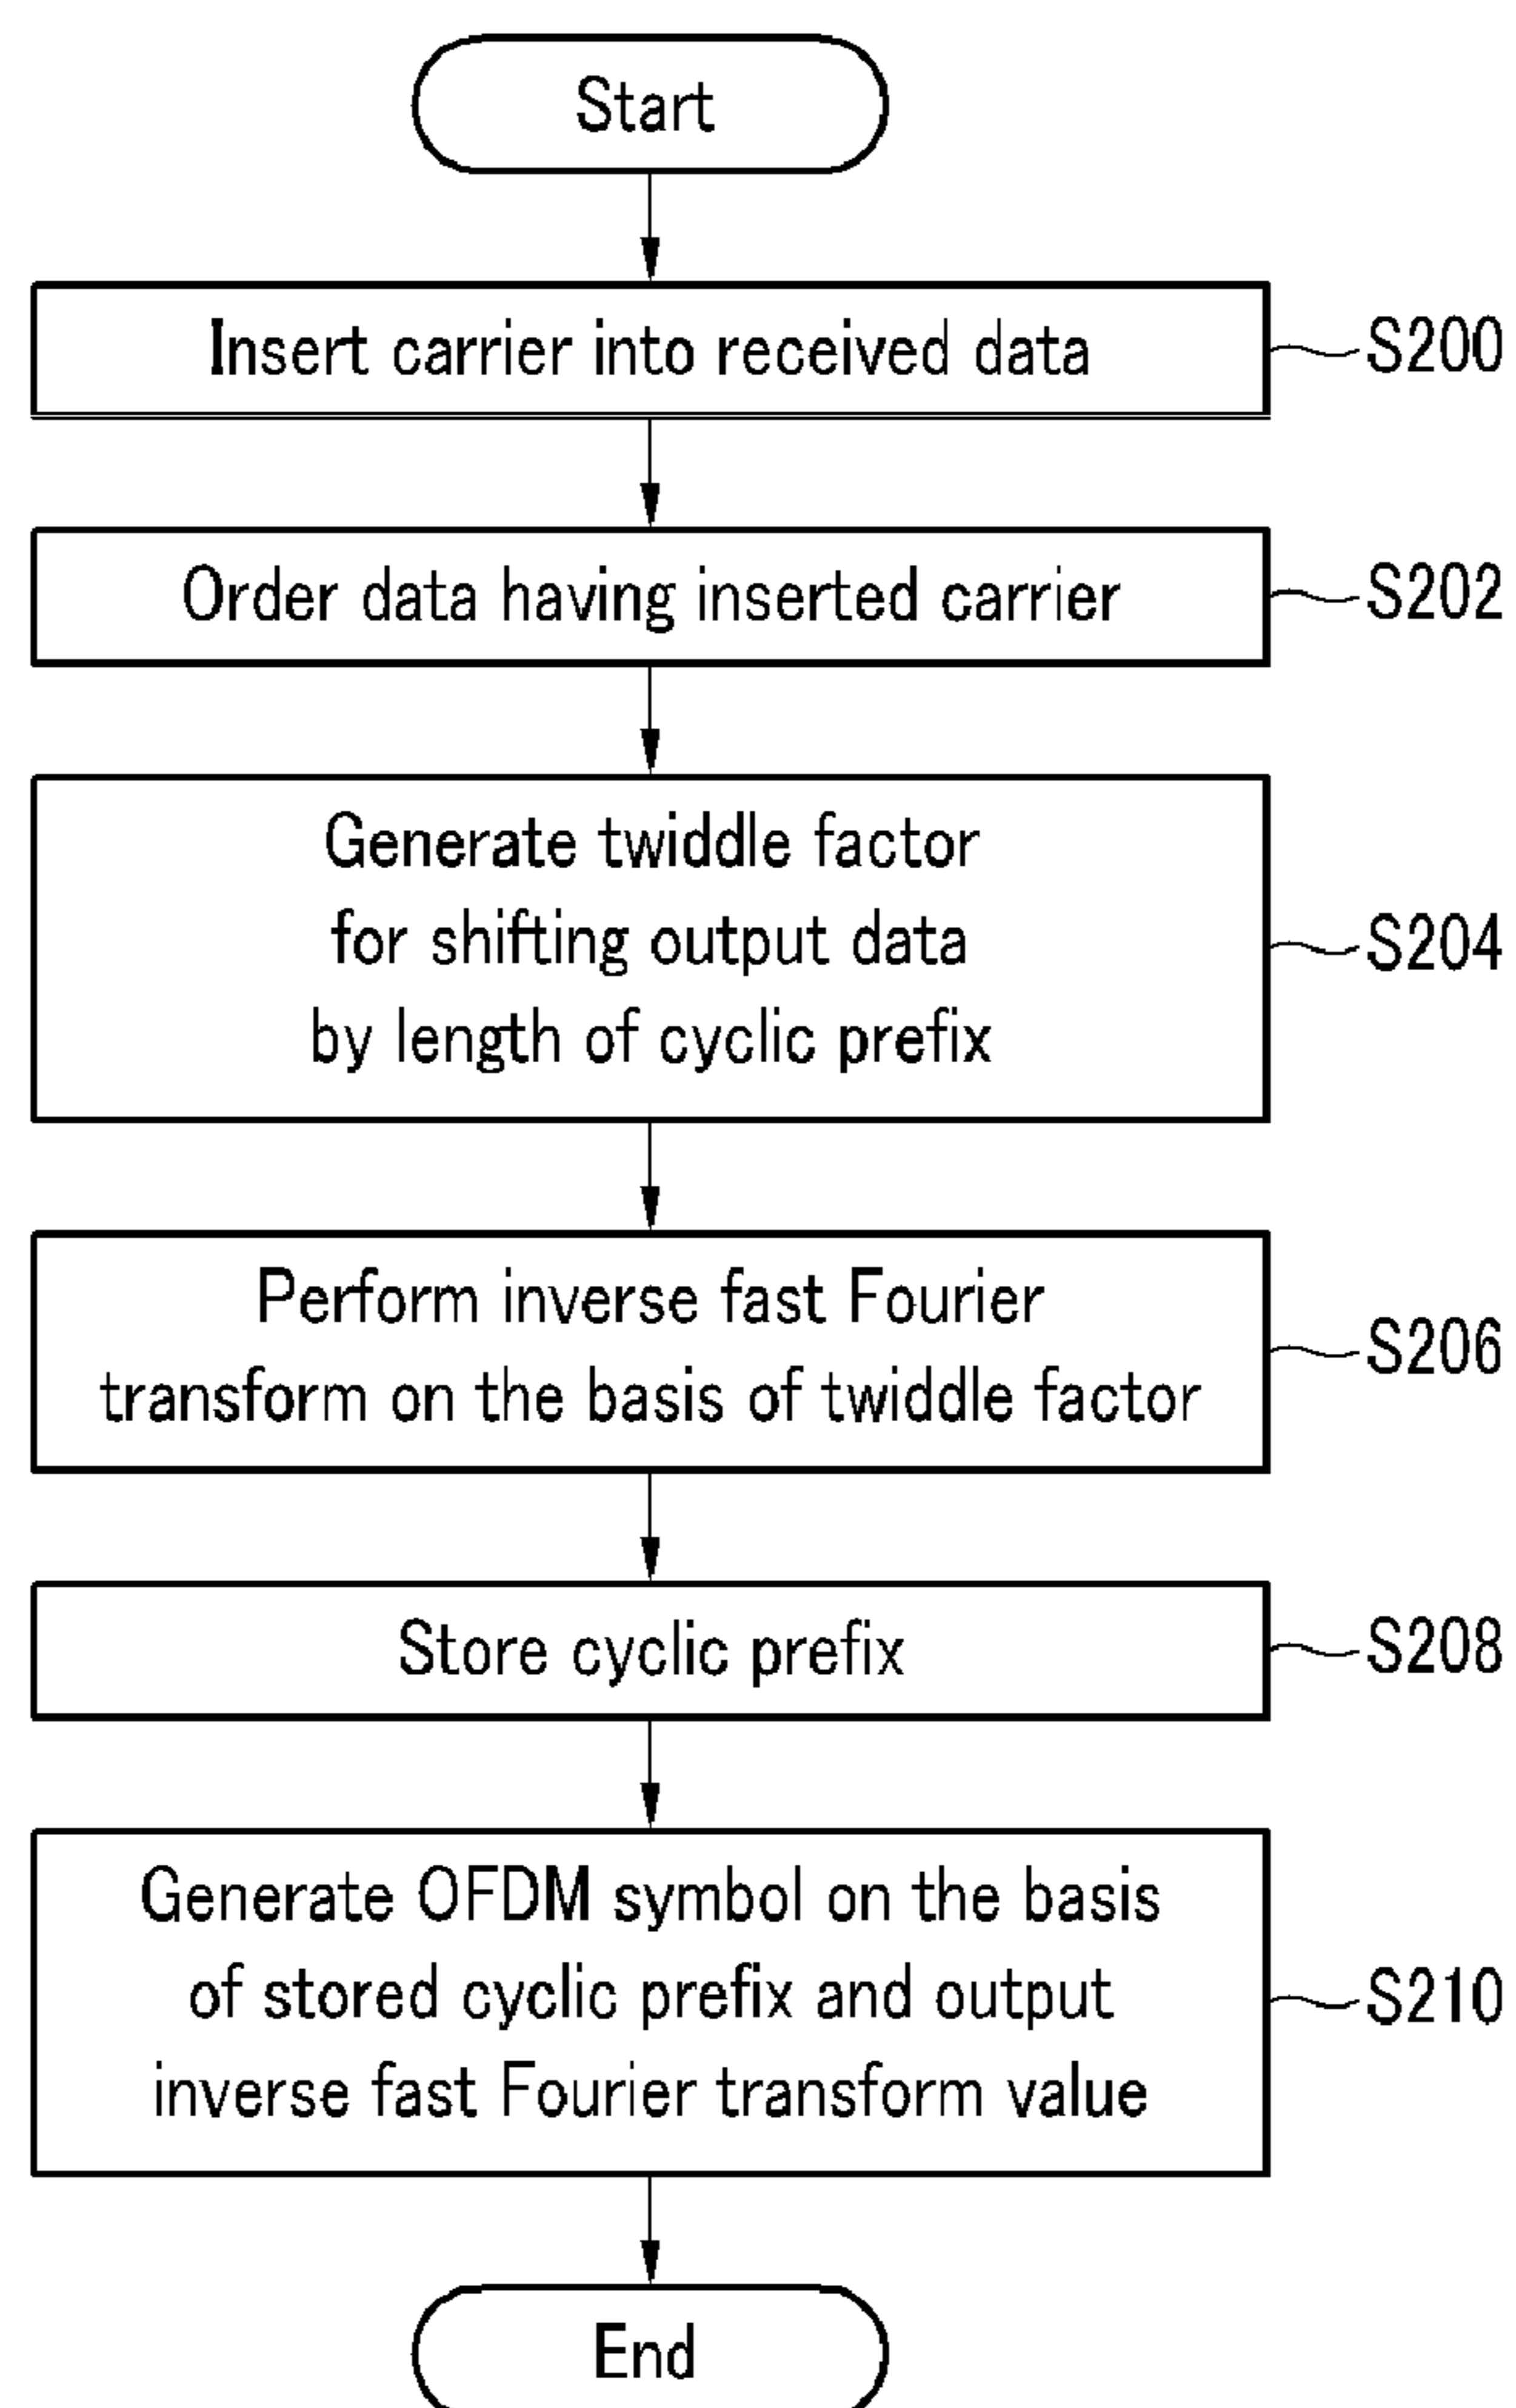 Start
Insert carrier into received data
S200
Order data having inserted carrier
S202
Generate twiddle factor
for shifting output data
by length of cyclic prefix
S204
Perform inverse fast Fourier
transform on the basis of twiddle factor
S206
Store cyclic prefix
S208
Generate OFDM symbol on the basis
of stored cyclic prefix and output
inverse fast Fourier transform value
S210
End